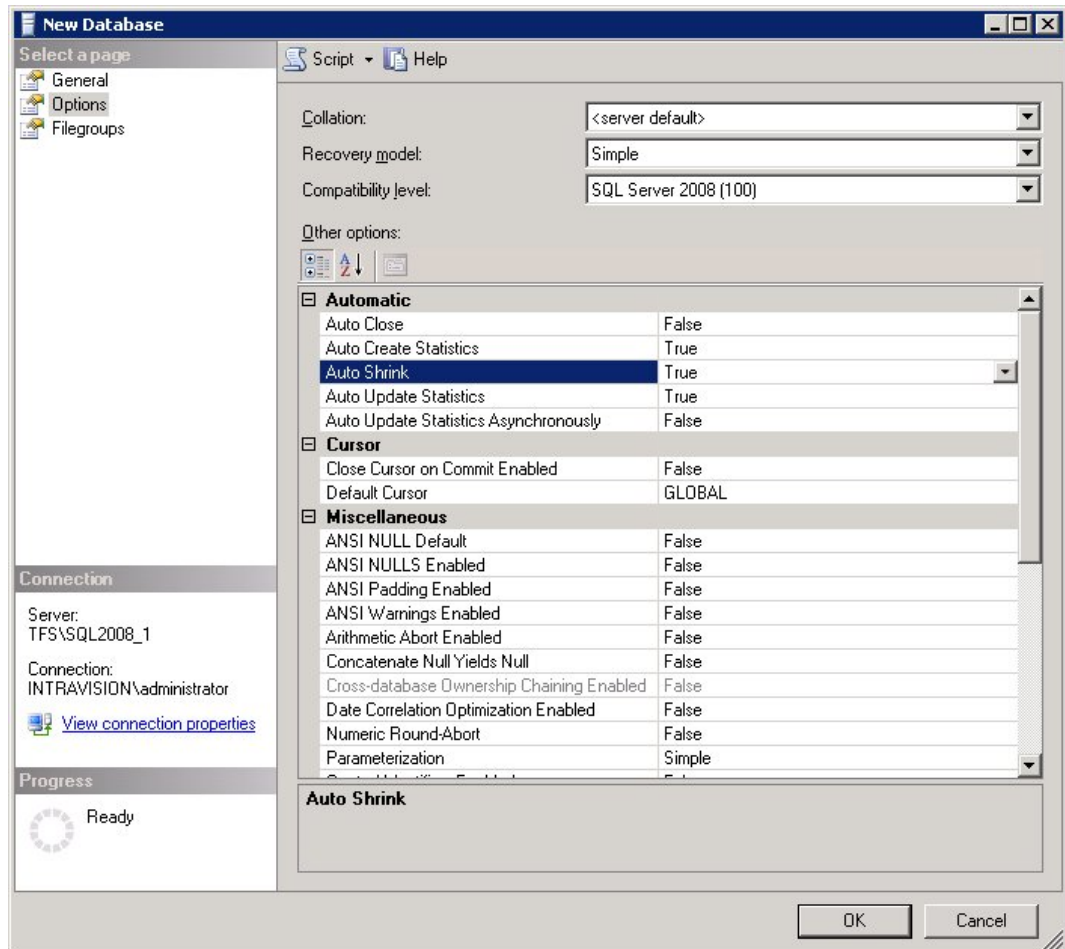 New Database
Select a page
General
Options
Filegroups
Script Help
Collation: <server default>
Recovery model: Simple
Compatibility level: SQL Server 2008 (100)
Other options:
Automatic
Auto Close False
Auto Create Statistics True
Auto Shrink True
Auto Update Statistics True
Auto Update Statistics Asynchronously False
Cursor
Close Cursor on Commit Enabled False
Default Cursor GLOBAL
Miscellaneous
ANSI NULL Default False
ANSI NULLS Enabled False
ANSI Padding Enabled False
ANSI Warnings Enabled False
Arithmetic Abort Enabled False
Concatenate Null Yields Null False
Cross-database Ownership Chaining Enabled False
Date Correlation Optimization Enabled False
Numeric Round-Abort False
Parameterization Simple
Auto Shrink
Connection
Server:
TFS\SQL2008_1
Connection:
INTRAVISION\administrator
View connection properties
Progress
Ready
OK Cancel